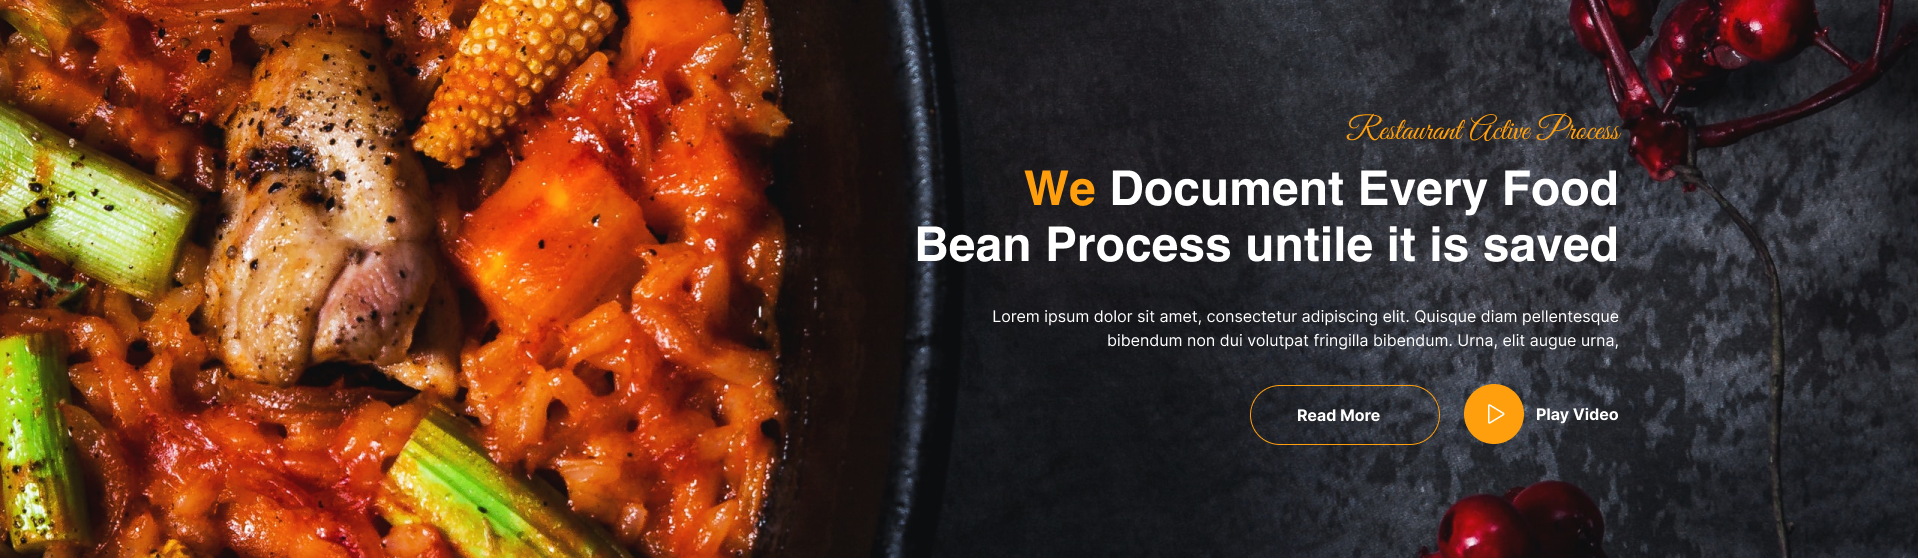 Restaurant Active Process
We Document Every Food
Bean Process untile it is saved
Lorem ipsum dolor sit amet, consectetur adipiscing elit. Quisque diam pellentesque
bibendum non dui volutpat fringilla bibendum. Urna, elit augue urna,
Read More
Play Video